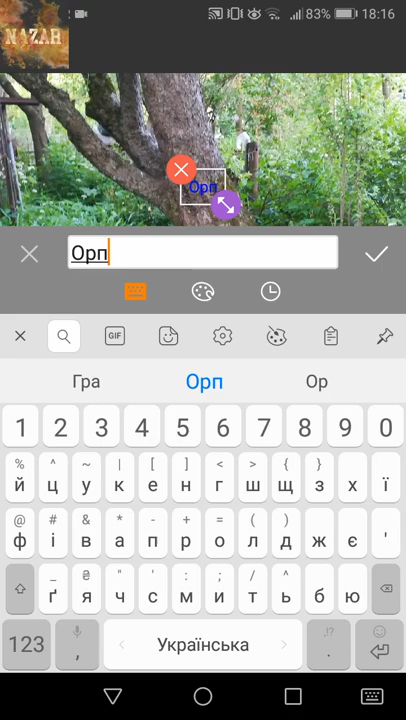 NAZAR
83% 18:16
Орп
Орп
GIF
Гра Орп Ор
1 2 3 4 5 6 7 8 9 0
% ^ ~ | [ ] < > { }
й ц у к е н г ш щ з х ї
@ # & * - + = ( )
ф і в а п р о л д ж є '
_ ₴ " ' : ; / ^
ґ я ч с м и т ь б ю
,!?
123 , Українська .